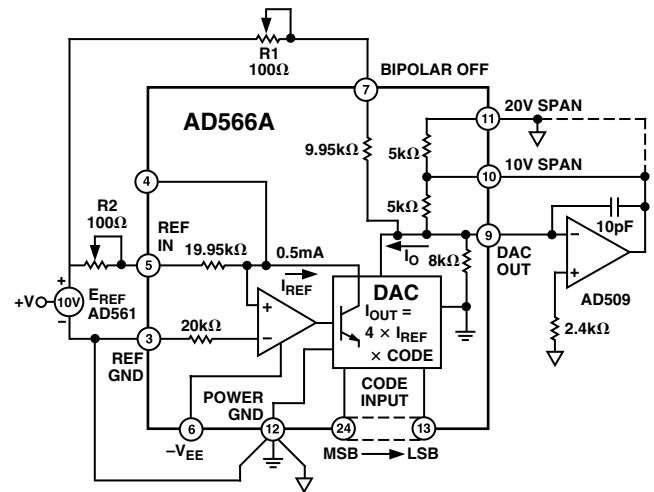 R1
100Ω
BIPOLAR OFF
7
AD566A
11
20V SPAN
9.95kΩ
5kΩ
10
10V SPAN
4
5kΩ
R2
100Ω
REF
IN
10pF
5
19.95kΩ
0.5mA
IO
8kΩ
9
DAC
OUT
–
+
IREF
+
DAC
IOUT =
4 × IREF
× CODE
+
+V
10V
EREF
AD561
–
AD509
3
20kΩ
–
2.4kΩ
REF
GND
POWER
GND
CODE
INPUT
6
12
24
13
–VEE
MSB
LSB